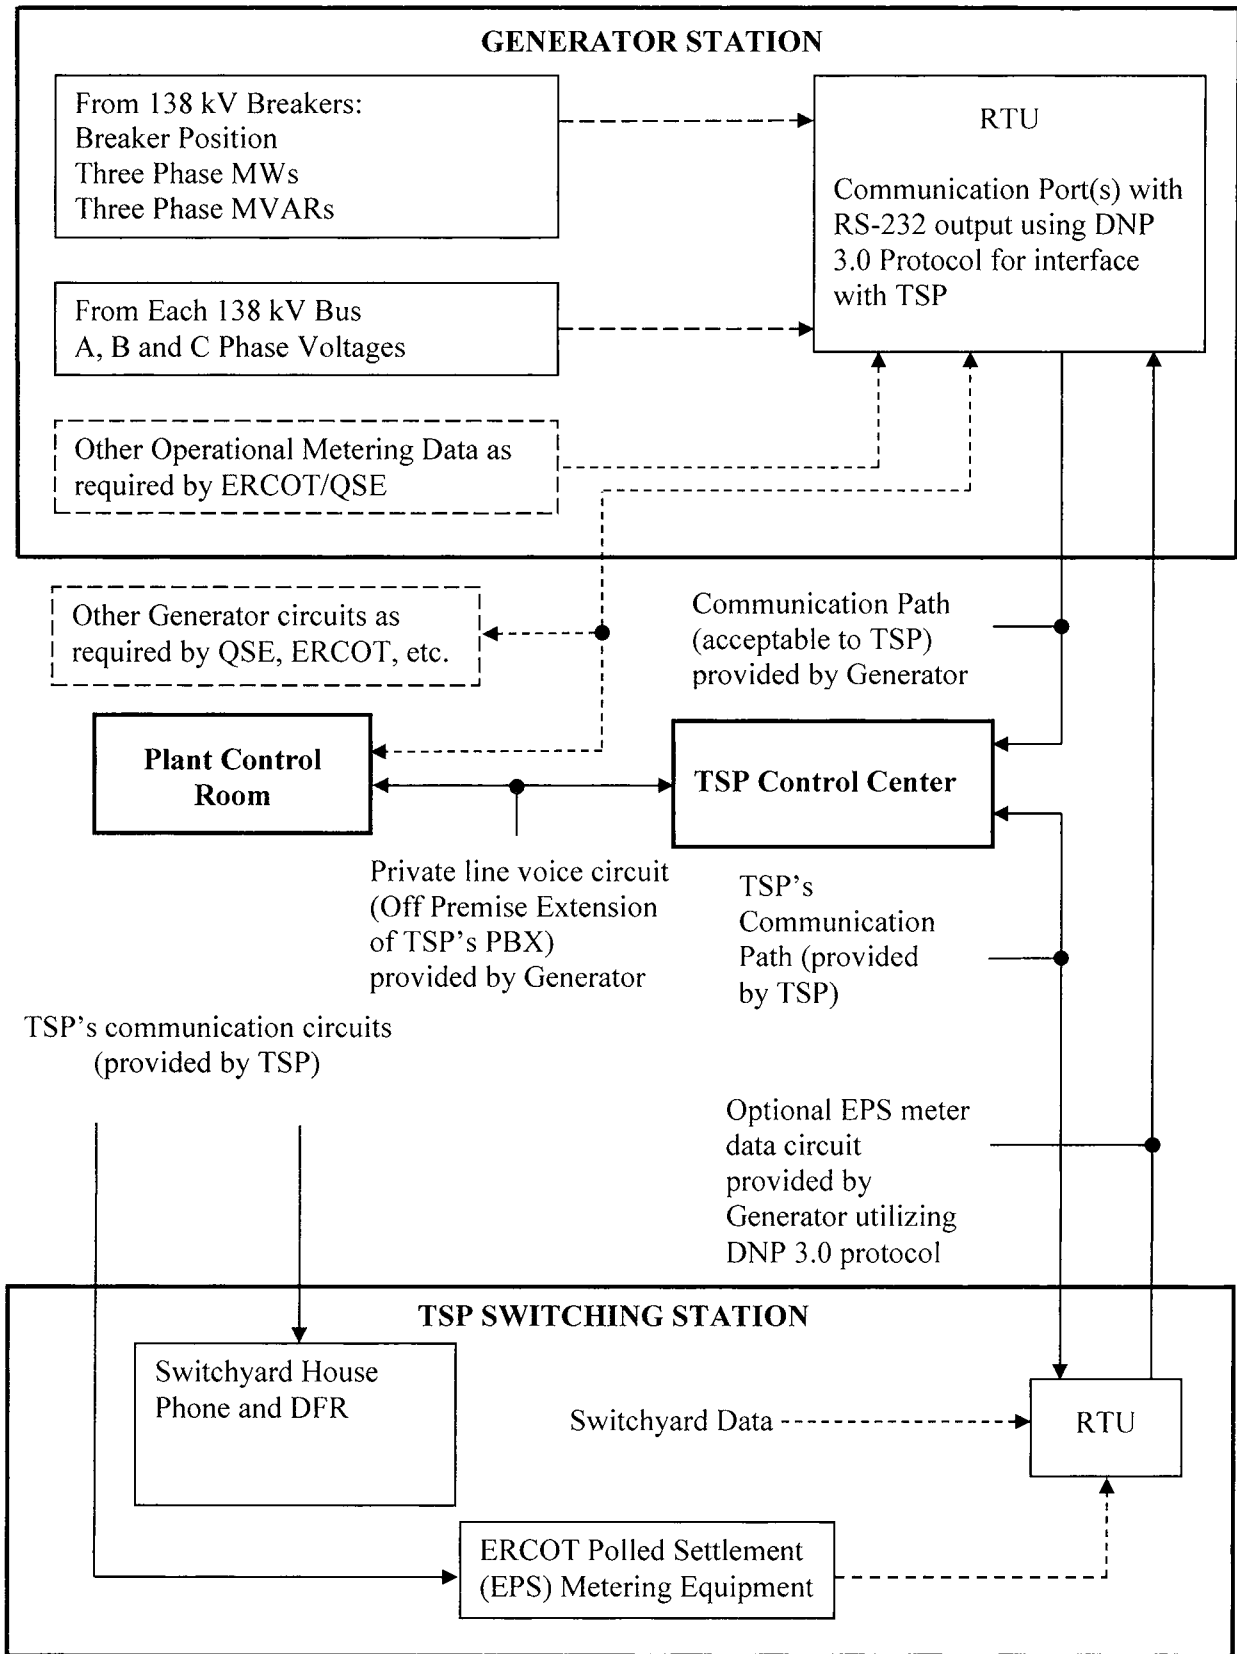 GENERATOR STATION
From 138 kV Breakers:
Breaker Position
Three Phase MWs
Three Phase MVARs
RTU
Communication Port(s) with
RS-232 output using DNP
3.0 Protocol for interface
with TSP
From Each 138 kV Bus
A, B and C Phase Voltages
Other Operational Metering Data as
required by ERCOT/QSE
Other Generator circuits as
required by QSE, ERCOT, etc.
Communication Path
(acceptable to TSP)
provided by Generator
Plant Control
Room
TSP Control Center
Private line voice circuit
(Off Premise Extension
of TSP's PBX)
provided by Generator
TSP's
Communication
Path (provided
by TSP)
TSP's communication circuits
(provided by TSP)
Optional EPS meter
data circuit
provided by
Generator utilizing
DNP 3.0 protocol
TSP SWITCHING STATION
Switchyard House
Phone and DFR
Switchyard Data
RTU
ERCOT Polled Settlement
(EPS) Metering Equipment